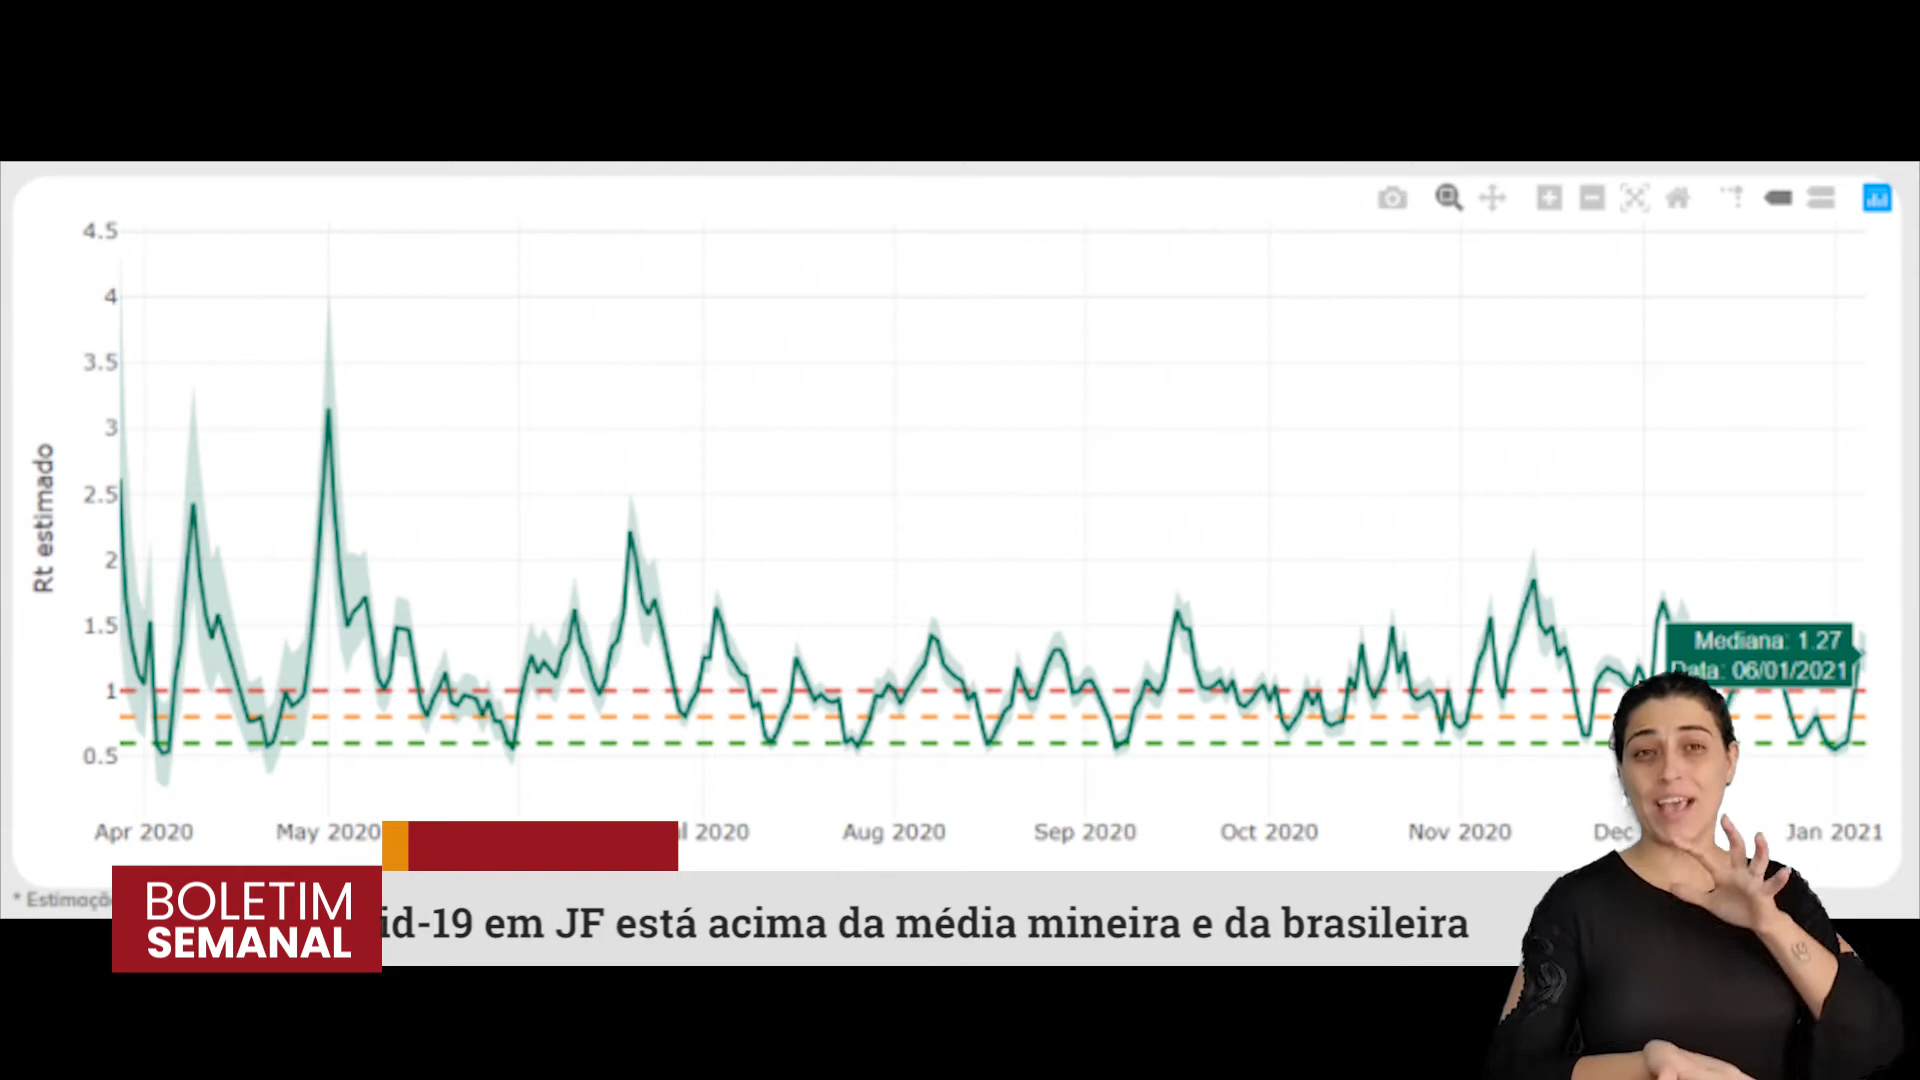 4.5
4
3.5
3
2.5
2
1.5
1
0.5
Rt estimado
Mediana: 1.27
Data: 06/01/2021
Apr 2020
May 2020
l 2020
Aug 2020
Sep 2020
Oct 2020
Nov 2020
Dec
Jan 2021
* Estimaçã
BOLETIM
SEMANAL
id-19 em JF está acima da média mineira e da brasileira